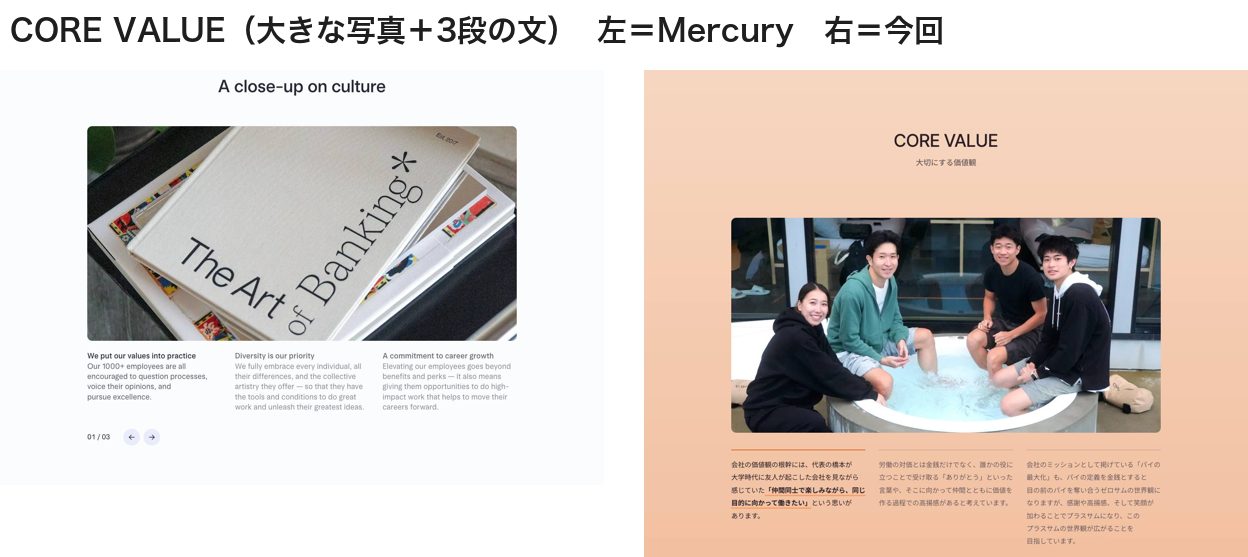 CORE VALUE（大きな写真＋3段の文）　左＝Mercury　右＝今回
A close-up on culture
Est. 2017
The Art
of Banking*
We put our values into practice
Our 1000+ employees are all
encouraged to question processes,
voice their opinions, and
pursue excellence.
Diversity is our priority
We fully embrace every individual, all
their differences, and the collective
artistry they offer — so that they have
the tools and conditions to do great
work and unleash their greatest ideas.
A commitment to career growth
Elevating our employees goes beyond
benefits and perks — it also means
giving them opportunities to do high-
impact work that helps to move their
careers forward.
01 / 03
CORE VALUE
大切にする価値観
会社の価値観の根幹には、代表の橋本が
大学時代に友人が起こした会社を見ながら
感じていた「仲間同士で楽しみながら、同じ
目的に向かって働きたい」という思いが
あります。
労働の対価とは金銭だけでなく、誰かの役に
立つことで受け取る「ありがとう」といった
言葉や、そこに向かって仲間とともに価値を
作る過程での高揚感があると考えています。
会社のミッションとして掲げている「パイの
最大化」も、パイの定義を金銭とすると
目の前のパイを奪い合うゼロサムの世界観に
なりますが、感謝や高揚感、そして笑顔が
加わることでプラスサムになり、この
プラスサムの世界観が広がることを
目指しています。